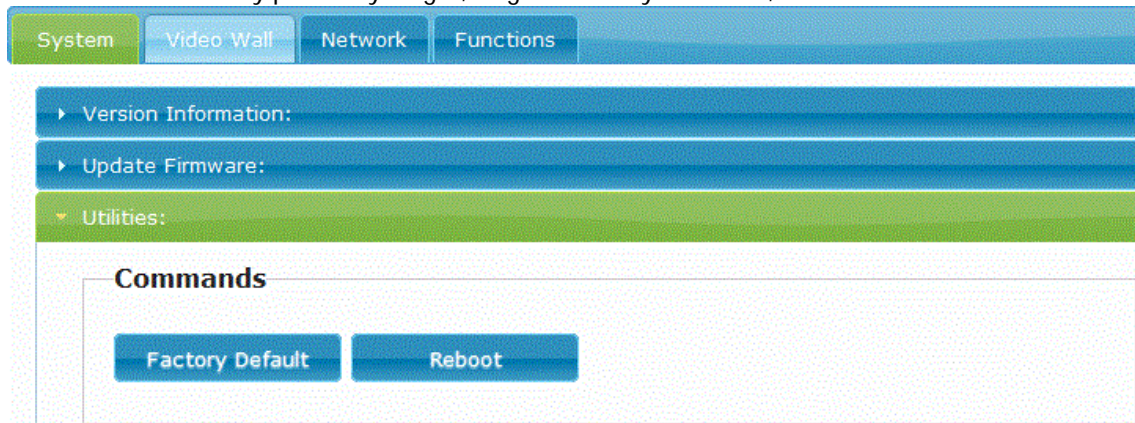 System Video Wall Network Functions
Version Information:
Update Firmware:
Utilities:
Commands
Factory Default Reboot